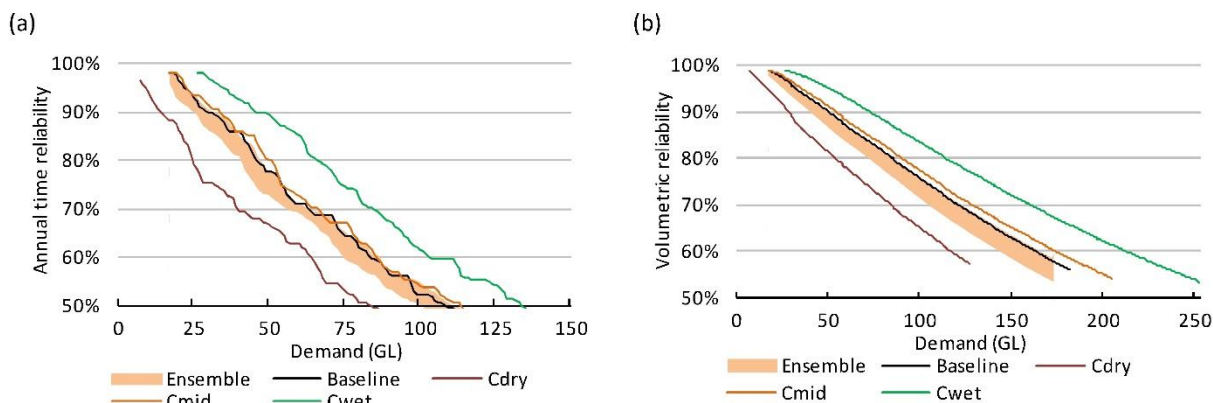 (a)
Annual time reliability
100%
90%
80%
70%
60%
50%
0 25 50 75 100 125 150
Demand (GL)
Ensemble Baseline Cdry
Cmid Cwet
(b)
Volumetric reliability
100%
90%
80%
70%
60%
50%
0 50 100 150 200 250
Demand (GL)
Ensemble Baseline Cdry
Cmid Cwet